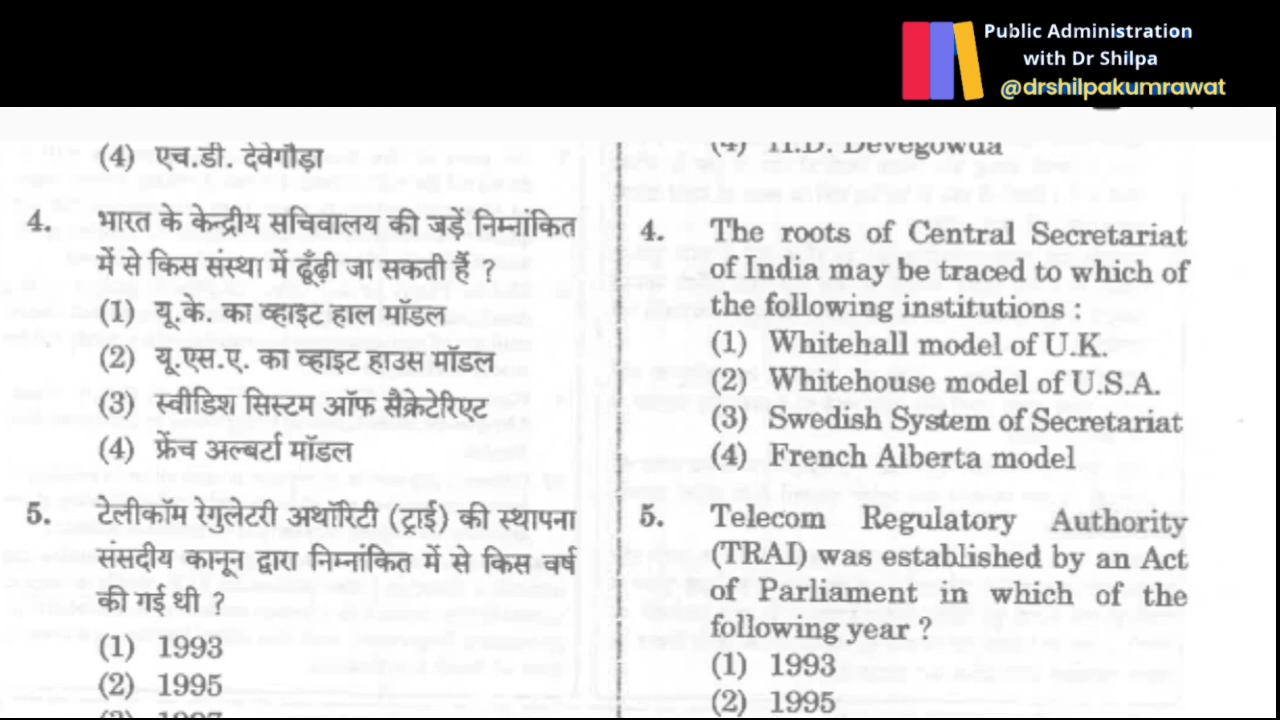 Public Administration
with Dr Shilpa
@drshilpakumrawat
(4) एच.डी. देवेगौडा
4. भारत के केन्द्रीय सचिवालय की जड़ें निम्नांकित
में से किस संस्था में ढूँढ़ी जा सकती हैं ?
(1) यू.के. का व्हाइट हाल मॉडल
(2) यू.एस.ए. का व्हाइट हाउस मॉडल
(3) स्वीडिश सिस्टम ऑफ सैक्रेटेरिएट
(4) फ्रेंच अल्बर्टा मॉडल
5. टेलीकॉम रेगुलेटरी अथॉरिटी (ट्राई) की स्थापना
संसदीय कानून द्वारा निम्नांकित में से किस वर्ष
की गई थी ?
(1) 1993
(2) 1995
(3) 1997
(4) H.D. Devegowda
4. The roots of Central Secretariat
of India may be traced to which of
the following institutions :
(1) Whitehall model of U.K.
(2) Whitehouse model of U.S.A.
(3) Swedish System of Secretariat
(4) French Alberta model
5. Telecom Regulatory Authority
(TRAI) was established by an Act
of Parliament in which of the
following year ?
(1) 1993
(2) 1995